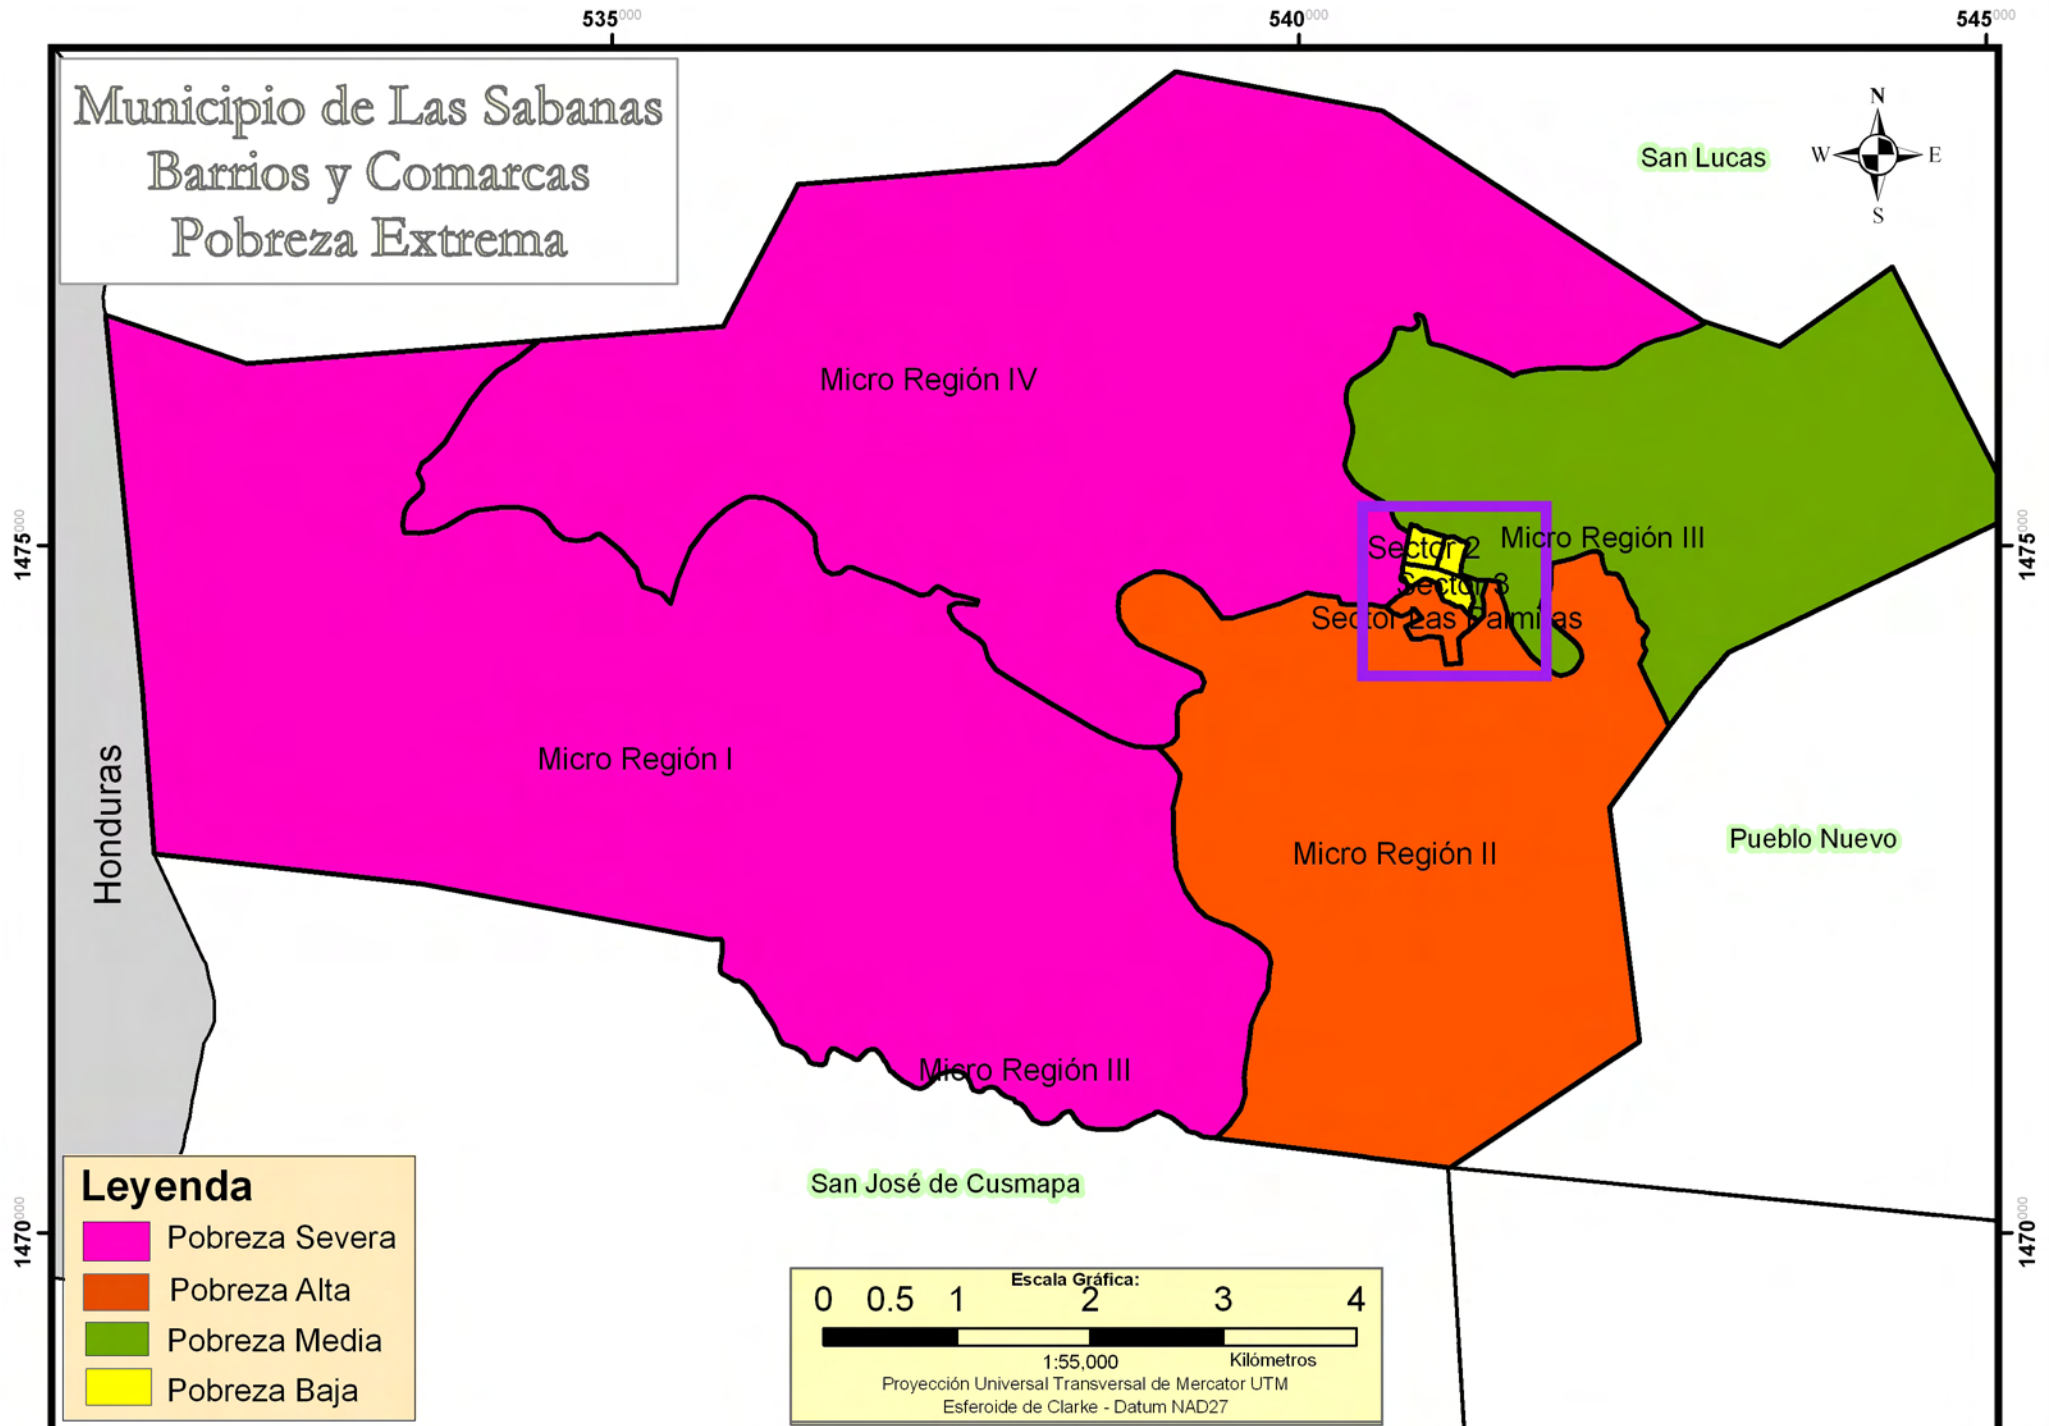 535000
540000
545000
Municipio de Las Sabanas
Barrios y Comarcas
Pobreza Extrema
San Lucas
N
W
E
S
Micro Región IV
1475000
1475000
Micro Región III
Sector 2
Sector 3
Sector Las Palmitas
Honduras
Micro Región I
Micro Región II
Pueblo Nuevo
Micro Región III
San José de Cusmapa
1470000
1470000
Leyenda
Pobreza Severa
Pobreza Alta
Pobreza Media
Pobreza Baja
Escala Gráfica:
0 0.5 1 2 3 4
1:55,000
Kilómetros
Proyección Universal Transversal de Mercator UTM
Esferoide de Clarke - Datum NAD27